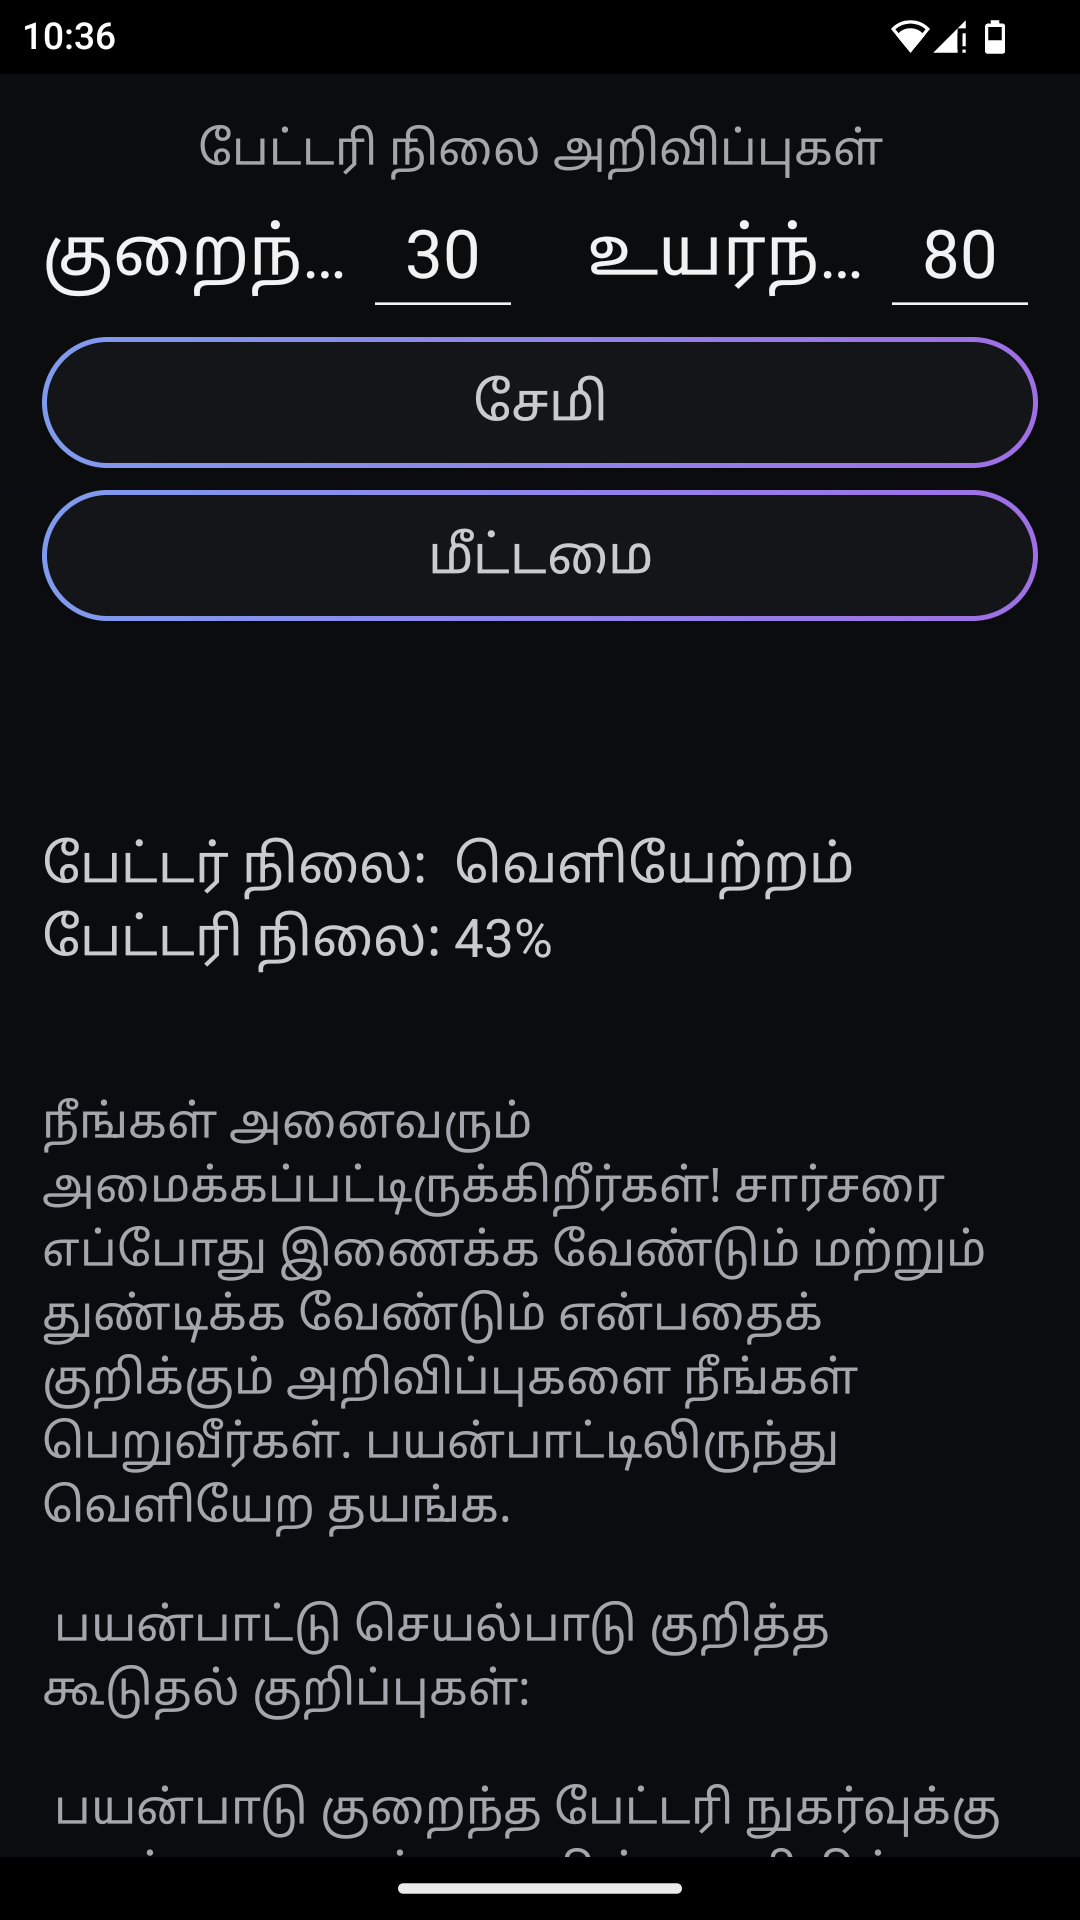 10:36
பேட்டரி நிலை அறிவிப்புகள்
குறைந்... 30 உயர்ந்... 80
சேமி
மீட்டமை
பேட்டர் நிலை: வெளியேற்றம்
பேட்டரி நிலை: 43%
நீங்கள் அனைவரும்
அமைக்கப்பட்டிருக்கிறீர்கள்! சார்சரை
எப்போது இணைக்க வேண்டும் மற்றும்
துண்டிக்க வேண்டும் என்பதைக்
குறிக்கும் அறிவிப்புகளை நீங்கள்
பெறுவீர்கள். பயன்பாட்டிலிருந்து
வெளியேற தயங்க.
பயன்பாட்டு செயல்பாடு குறித்த
கூடுதல் குறிப்புகள்:
பயன்பாடு குறைந்த பேட்டரி நுகர்வுக்கு